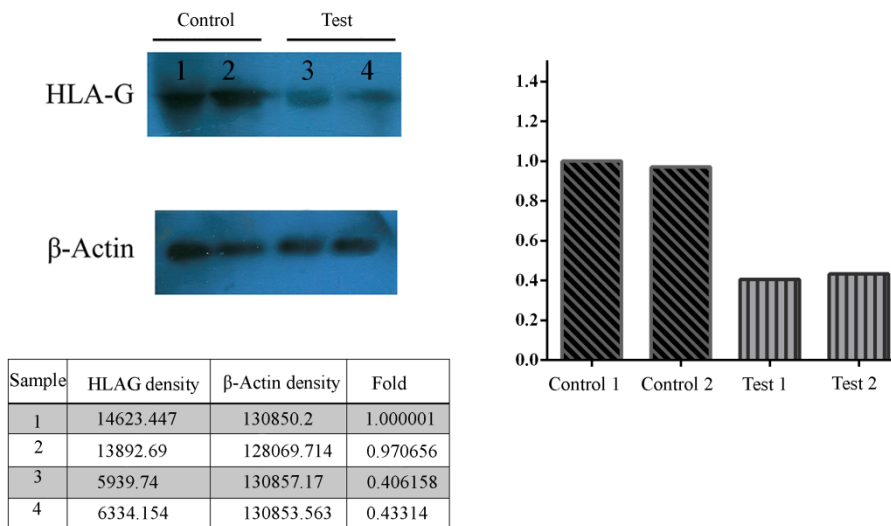 Control Test
1 2 3 4
HLA-G
β-Actin
Sample HLAG density β-Actin density Fold
1 14623.447 130850.2 1.000001
2 13892.69 128069.714 0.970656
3 5939.74 130857.17 0.406158
4 6334.154 130853.563 0.43314
1.4
1.2
1.0
0.8
0.6
0.4
0.2
0.0
Control 1 Control 2 Test 1 Test 2